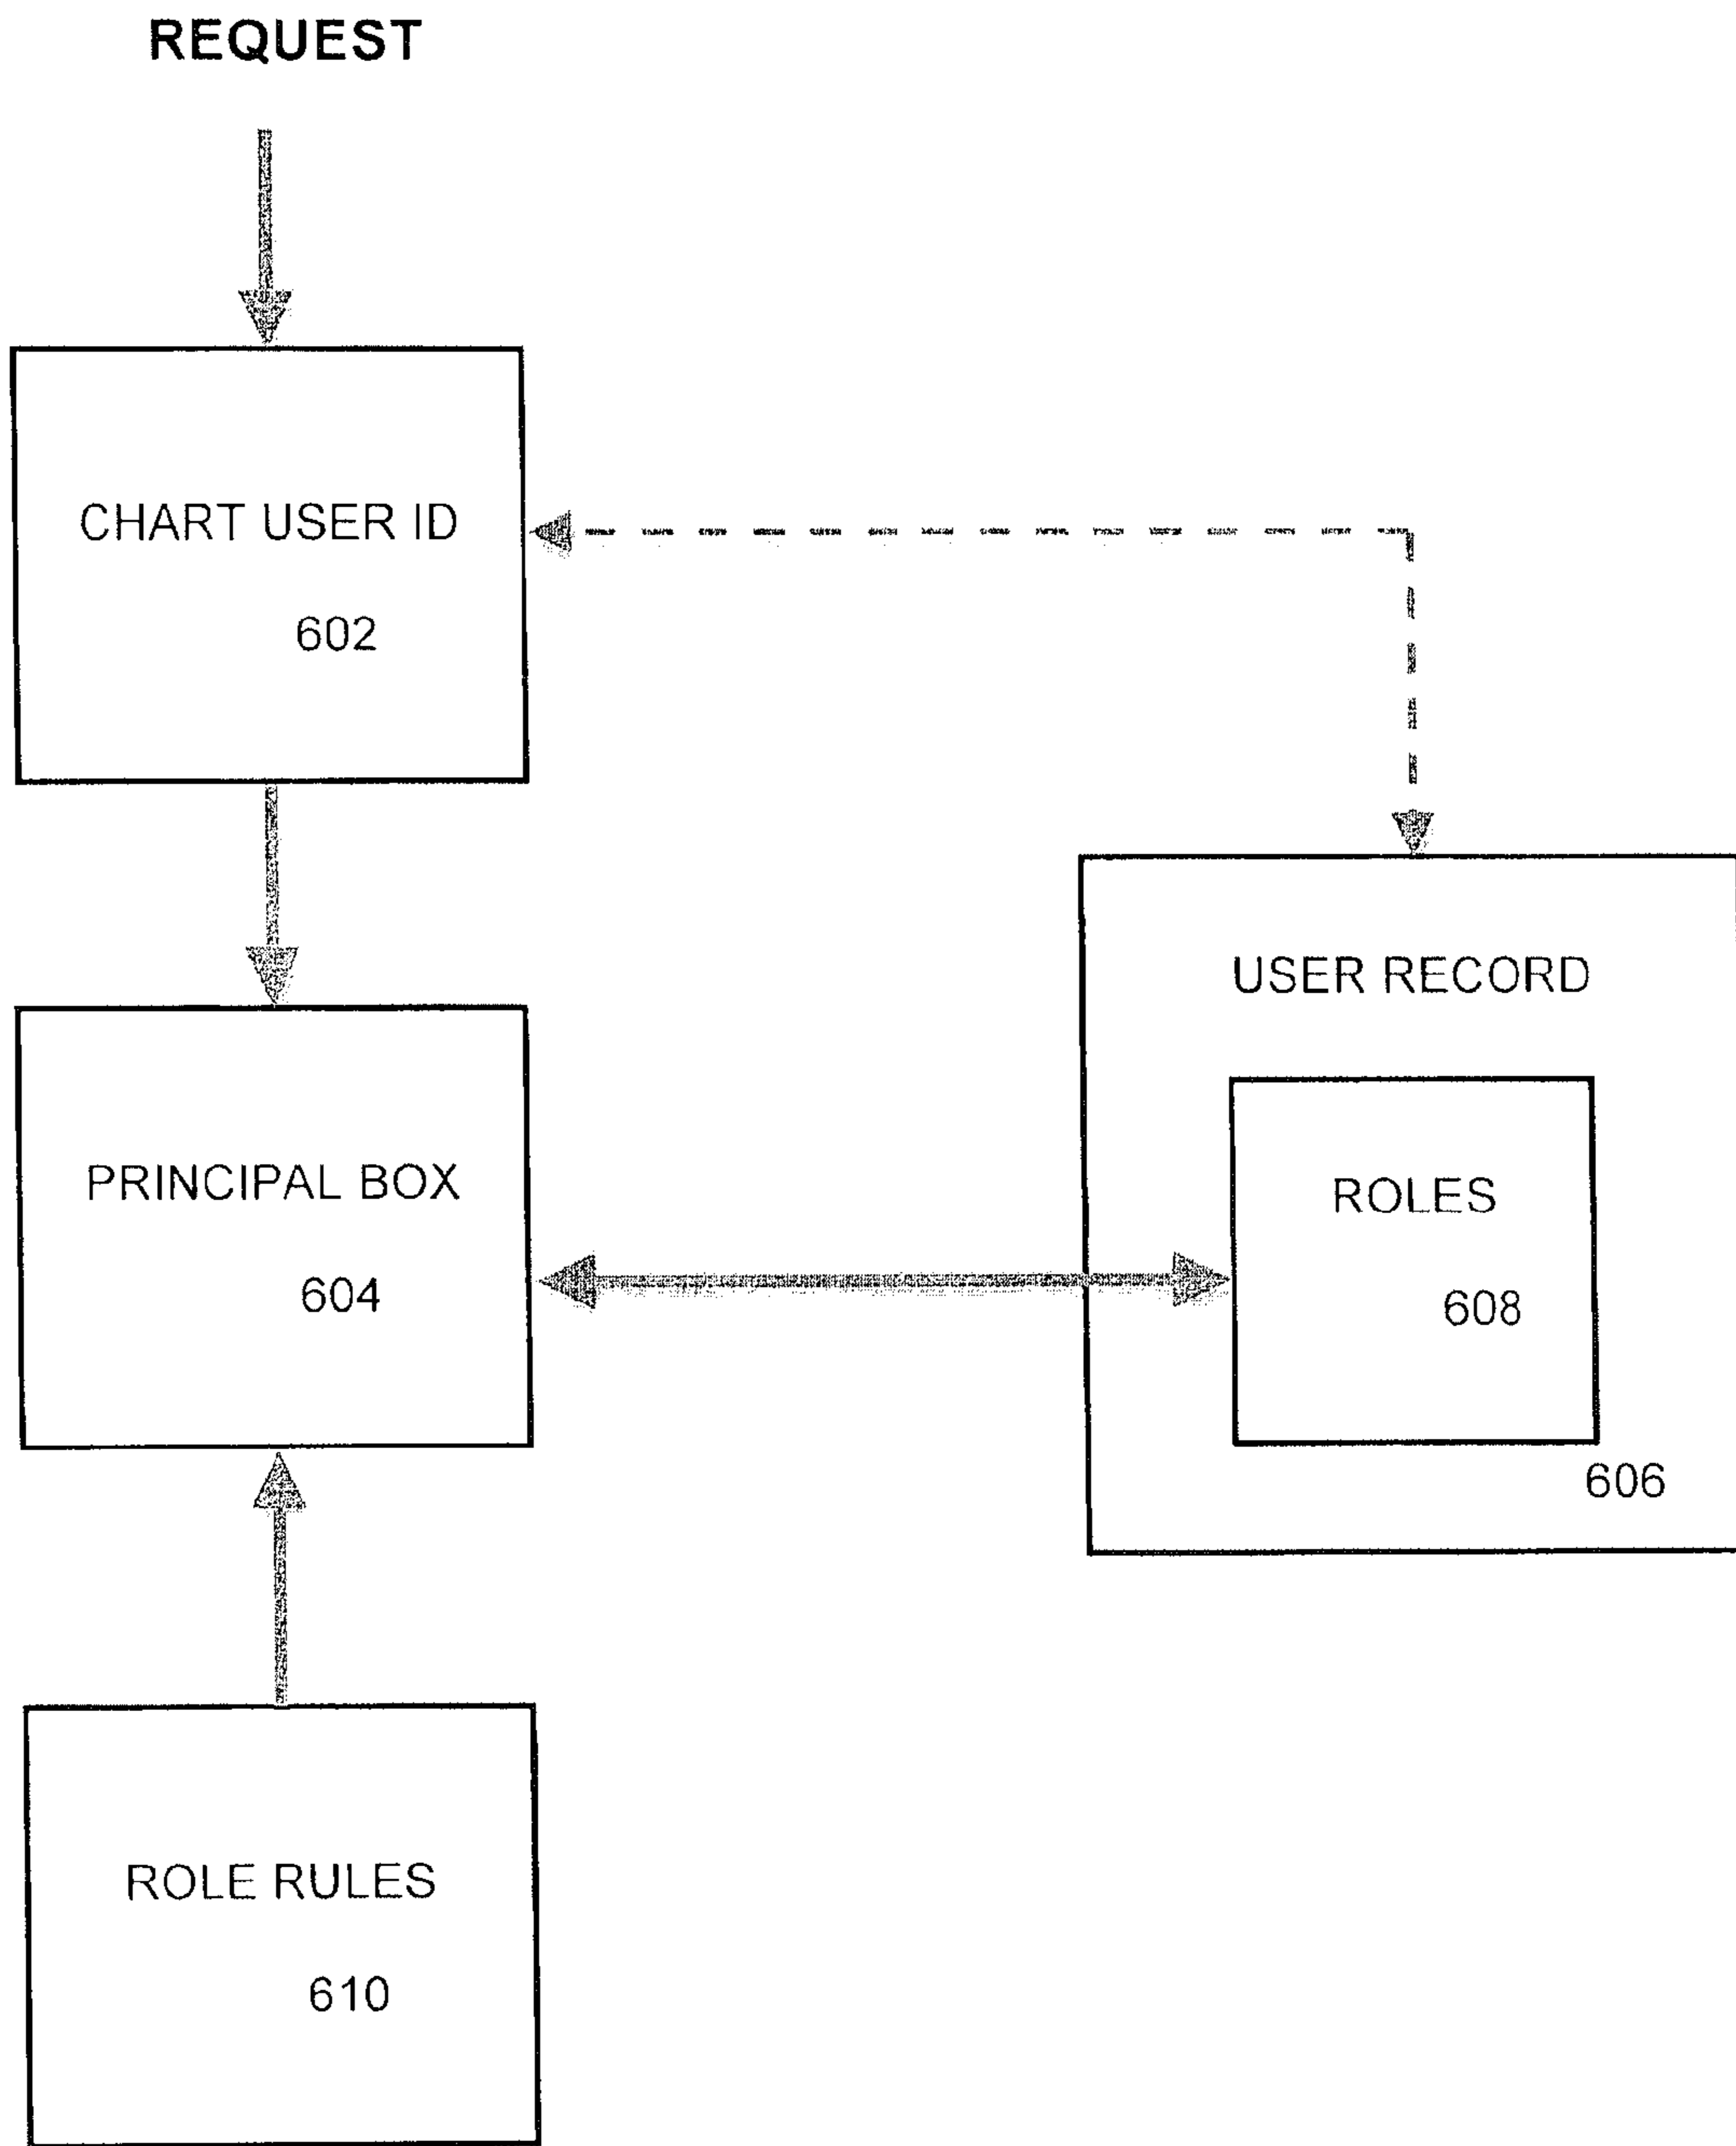 REQUEST
CHART USER ID
602
USER RECORD
PRINCIPAL BOX
604
ROLES
608
606
ROLE RULES
610